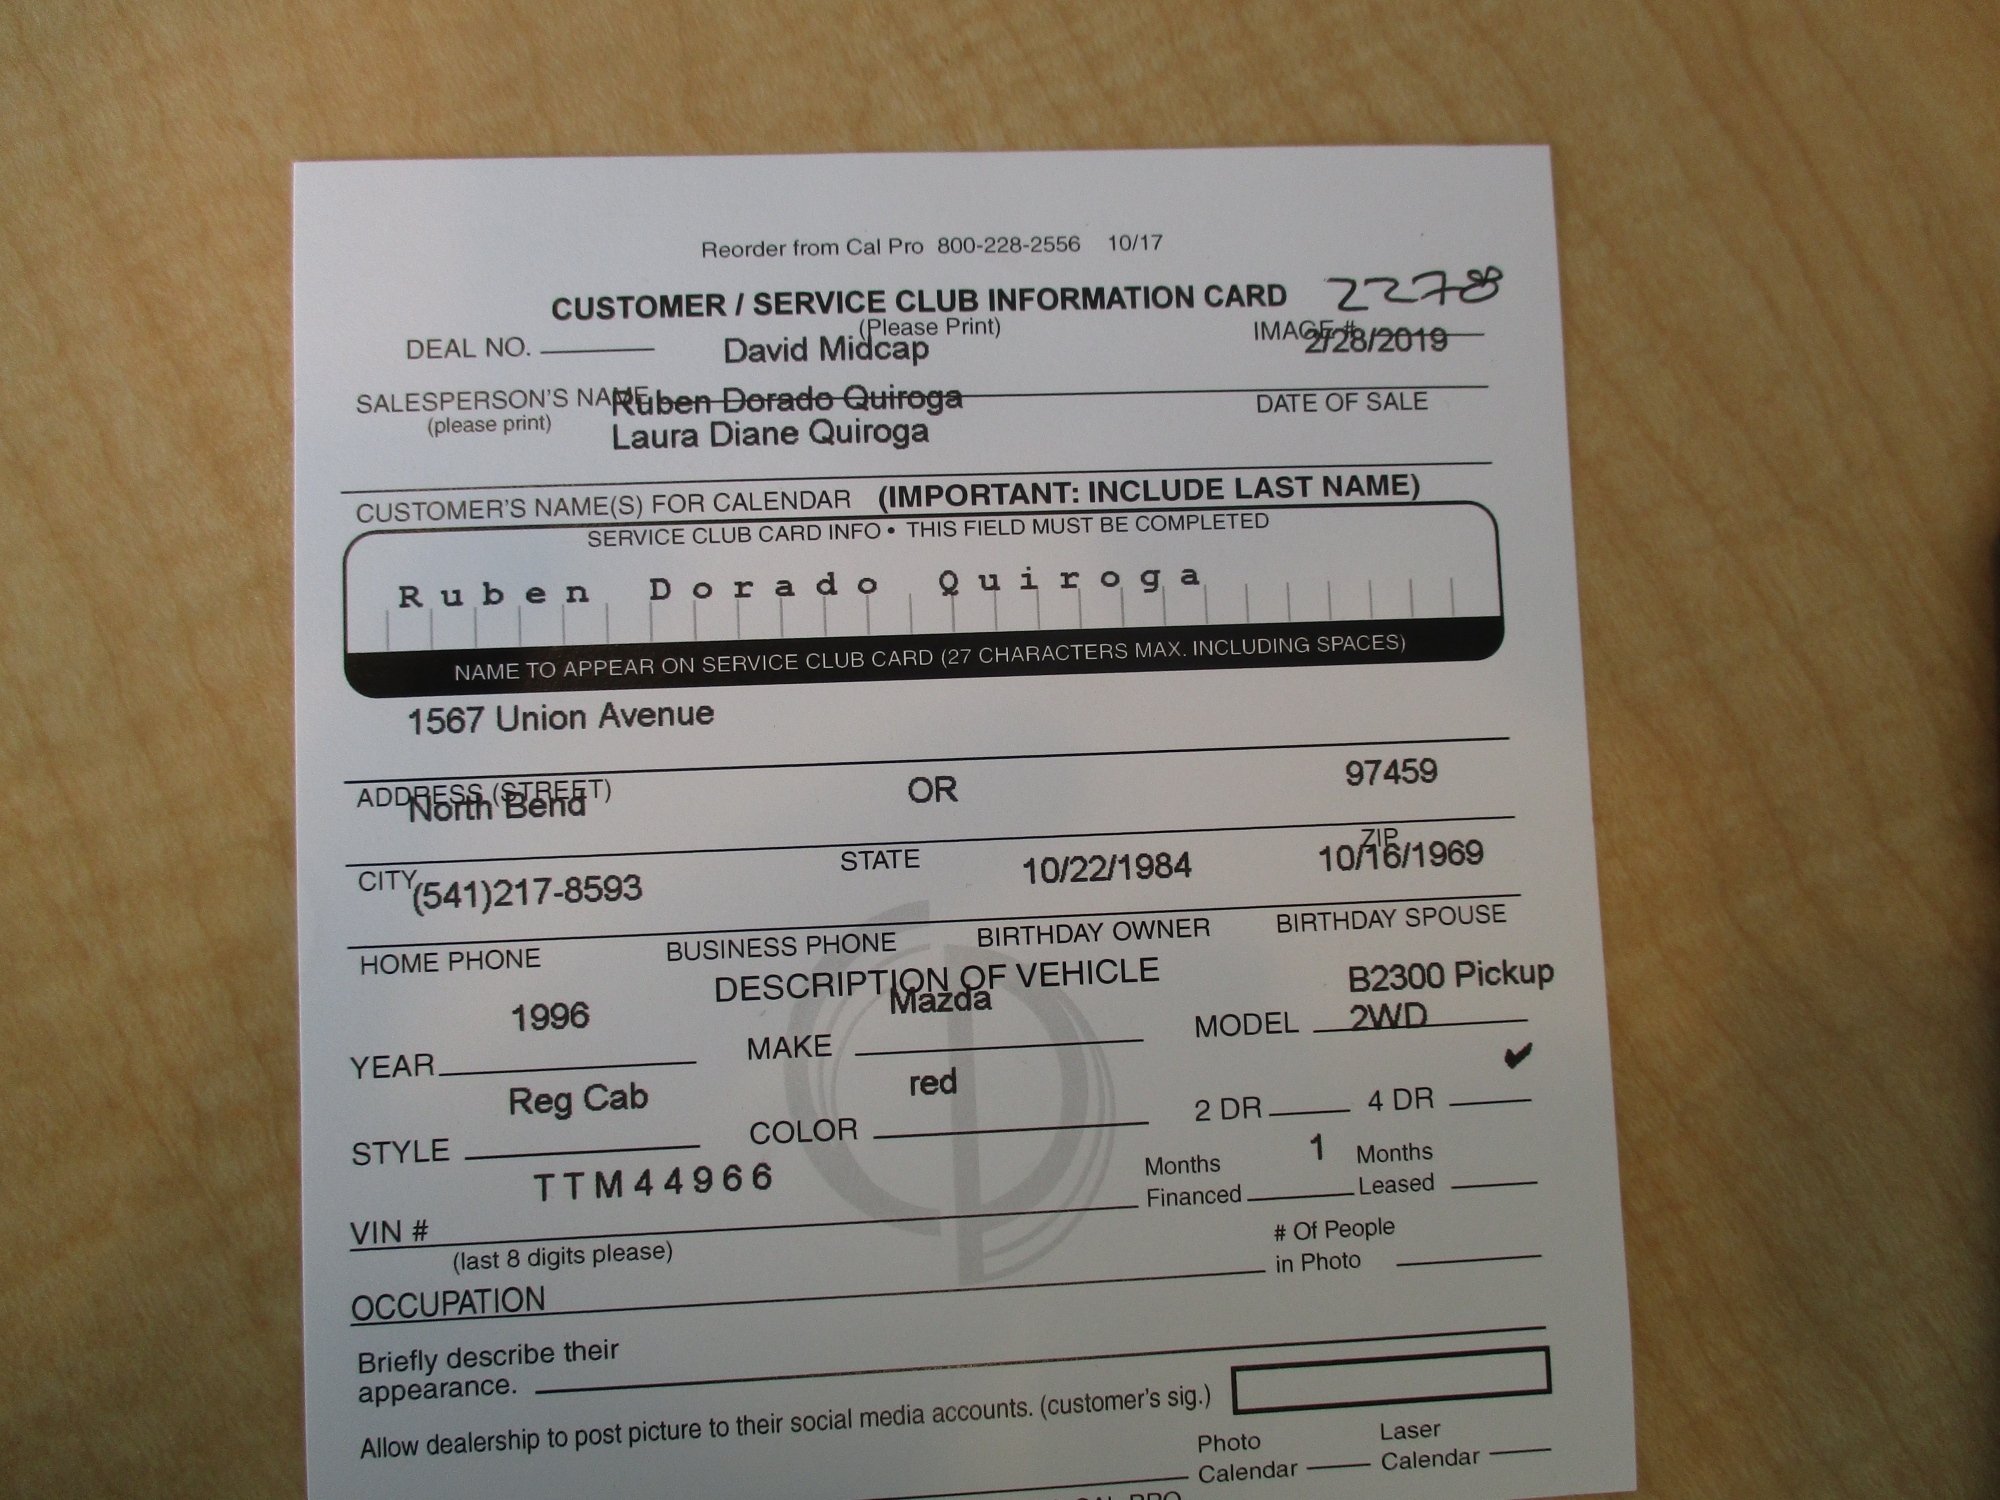 Reorder from Cal Pro 800-228-2556 10/17
CUSTOMER / SERVICE CLUB INFORMATION CARD 22788
(Please Print)
DEAL NO. David Midcap IMAGE # 2/28/2019
SALESPERSON'S NAME Ruben Dorado Quiroga DATE OF SALE
(please print) Laura Diane Quiroga
CUSTOMER'S NAME(S) FOR CALENDAR (IMPORTANT: INCLUDE LAST NAME)
SERVICE CLUB CARD INFO • THIS FIELD MUST BE COMPLETED
Ruben Dorado Quiroga
NAME TO APPEAR ON SERVICE CLUB CARD (27 CHARACTERS MAX. INCLUDING SPACES)
1567 Union Avenue
ADDRESS (STREET)
North Bend OR 97459
CITY STATE ZIP
(541)217-8593 10/22/1984 10/16/1969
HOME PHONE BUSINESS PHONE BIRTHDAY OWNER BIRTHDAY SPOUSE
DESCRIPTION OF VEHICLE
1996 Mazda B2300 Pickup
2WD
YEAR MAKE MODEL
Reg Cab red ✔
STYLE COLOR 2 DR 4 DR
TTM44966 Months Financed 1 Months Leased
VIN #
(last 8 digits please) # Of People in Photo
OCCUPATION
Briefly describe their
appearance.
Allow dealership to post picture to their social media accounts. (customer's sig.)
Photo Calendar Laser Calendar